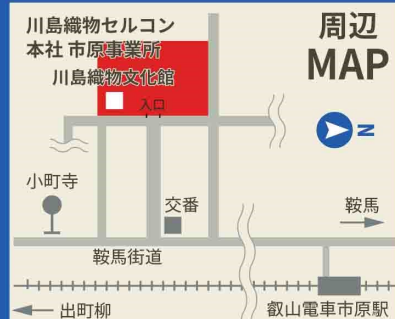 川島織物セルコン
本社 市原事業所
川島織物文化館
入口
周辺
MAP
N
小町寺
交番
鞍馬
鞍馬街道
出町柳
叡山電車市原駅